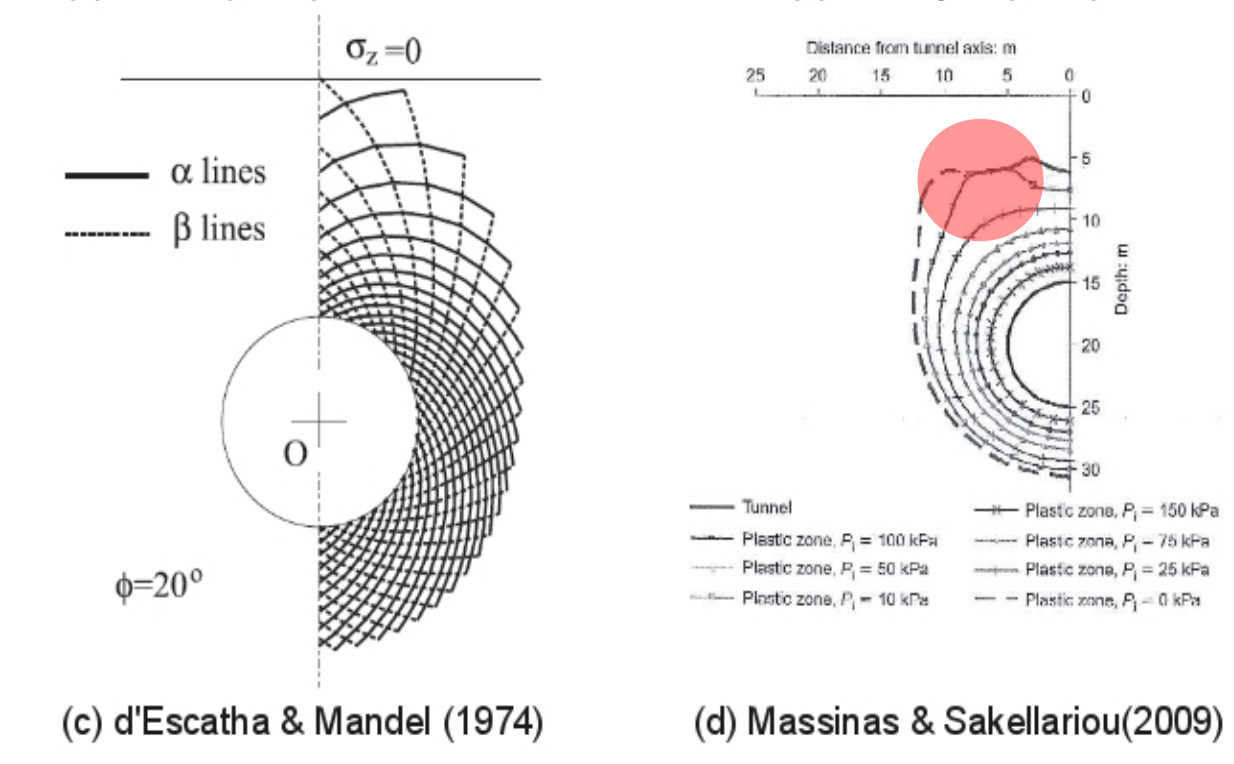 σz =0
α lines
β lines
O
ϕ=20°
(c) d'Escatha & Mandel (1974)
Distance from tunnel axis: m
25 20 15 10 5 0
0
5
10
15
20
25
30
Depth: m
Tunnel
Plastic zone, Pi = 150 kPa
Plastic zone, Pi = 100 kPa
Plastic zone, Pi = 75 kPa
Plastic zone, Pi = 50 kPa
Plastic zone, Pi = 25 kPa
Plastic zone, Pi = 10 kPa
Plastic zone, Pi = 0 kPa
(d) Massinas & Sakellariou(2009)